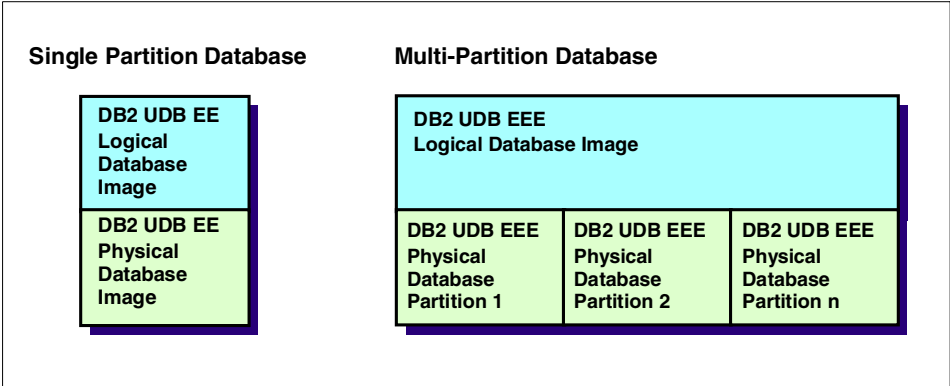 Single Partition Database
DB2 UDB EE
Logical
Database
Image
DB2 UDB EE
Physical
Database
Image
Multi-Partition Database
DB2 UDB EEE
Logical Database Image
DB2 UDB EEE
Physical
Database
Partition 1
DB2 UDB EEE
Physical
Database
Partition 2
DB2 UDB EEE
Physical
Database
Partition n